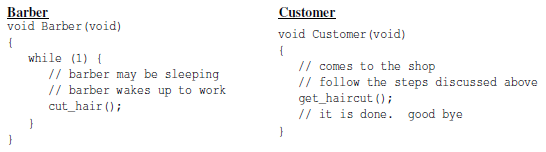 Barber
void Barber(void)
{
while (1) {
// barber may be sleeping
// barber wakes up to work
cut_hair();
}
}
Customer
void Customer(void)
{
// comes to the shop
// follow the steps discussed above
get_haircut();
// it is done.  good bye
}